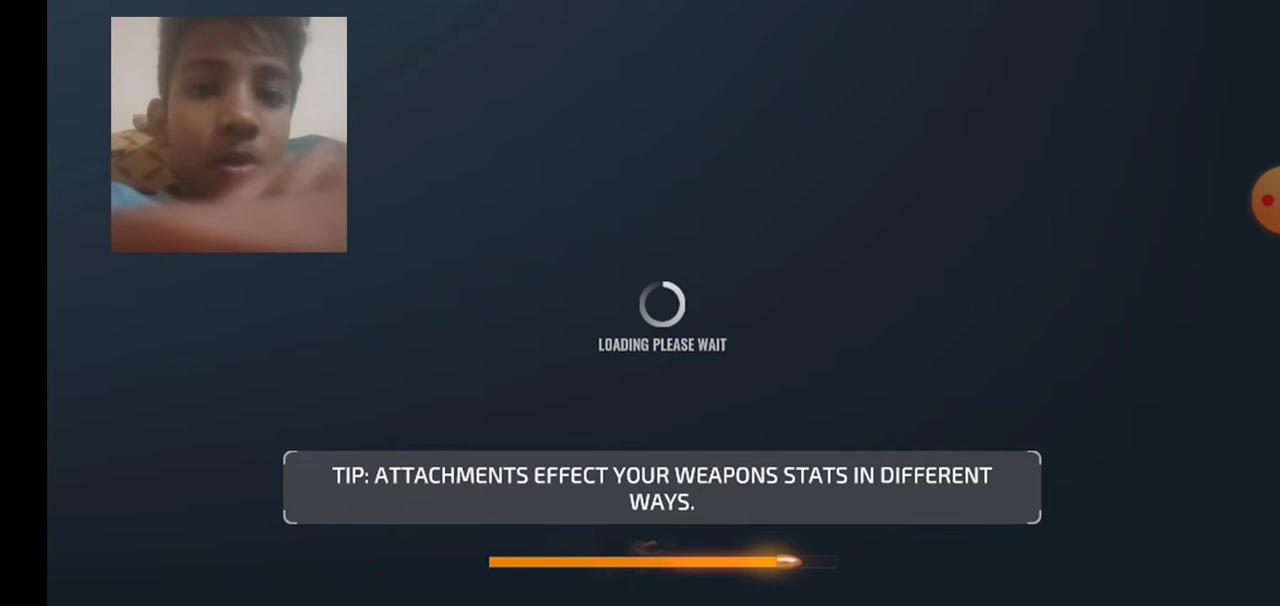 LOADING PLEASE WAIT
TIP: ATTACHMENTS EFFECT YOUR WEAPONS STATS IN DIFFERENT
WAYS.